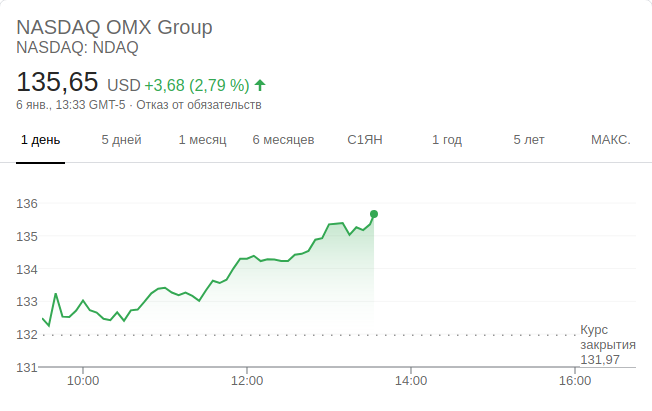 NASDAQ OMX Group
NASDAQ: NDAQ
135,65 USD +3,68 (2,79 %)
6 янв., 13:33 GMT-5 · Отказ от обязательств
1 день 5 дней 1 месяц 6 месяцев С1ЯН 1 год 5 лет МАКС.
136
135
134
133
132
Курс
закрытия
131,97
131
10:00 12:00 14:00 16:00